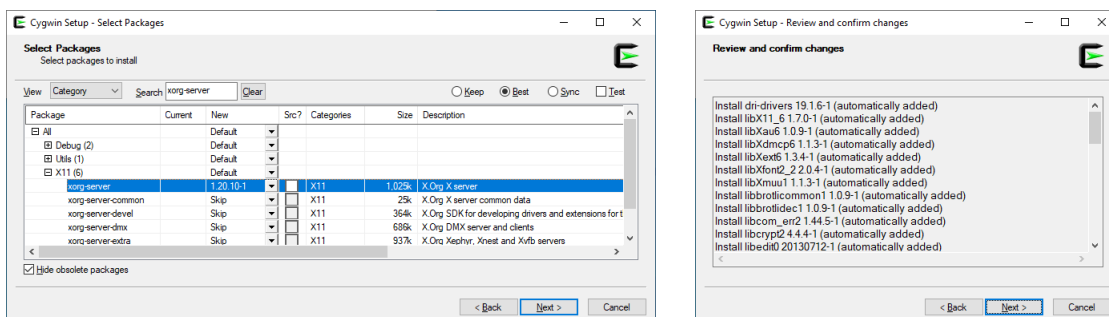 Cygwin Setup - Select Packages
Select Packages
Select packages to install
View Category Search xorg-server Clear Keep Best Sync Test
Package Current New Src? Categories Size Description
All Default
Debug (2) Default
Utils (1) Default
X11 (6) Default
xorg-server 1.20.10-1 X11 1,025k X.Org X server
xorg-server-common Skip X11 25k X.Org X server common data
xorg-server-devel Skip X11 364k X.Org SDK for developing drivers and extensions for t
xorg-server-dmx Skip X11 686k X.Org DMX server and clients
xorg-server-extra Skip X11 937k X.Org Xephyr, Xnest and Xvfb servers
Hide obsolete packages
< Back Next > Cancel
Cygwin Setup - Review and confirm changes
Review and confirm changes
Install dri-drivers 19.1.6-1 (automatically added)
Install libX11_6 1.7.0-1 (automatically added)
Install libXau6 1.0.9-1 (automatically added)
Install libXdmcp6 1.1.3-1 (automatically added)
Install libXext6 1.3.4-1 (automatically added)
Install libXfont2_2 2.0.4-1 (automatically added)
Install libXmuu1 1.1.3-1 (automatically added)
Install libbrotlicommon1 1.0.9-1 (automatically added)
Install libbrotlidec1 1.0.9-1 (automatically added)
Install libcom_err2 1.44.5-1 (automatically added)
Install libcrypt2 4.4.4-1 (automatically added)
Install libedit0 20130712-1 (automatically added)
< Back Next > Cancel